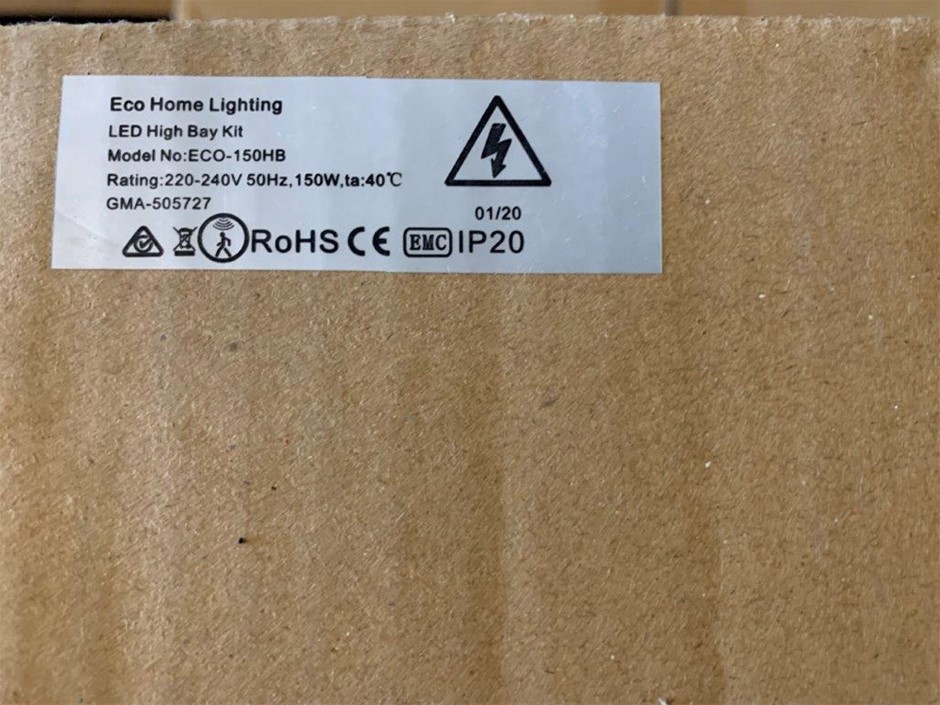 Eco Home Lighting
LED High Bay Kit
Model No:ECO-150HB
Rating:220-240V 50Hz,150W,ta:40℃
GMA-505727
01/20
RoHS CE EMC IP20